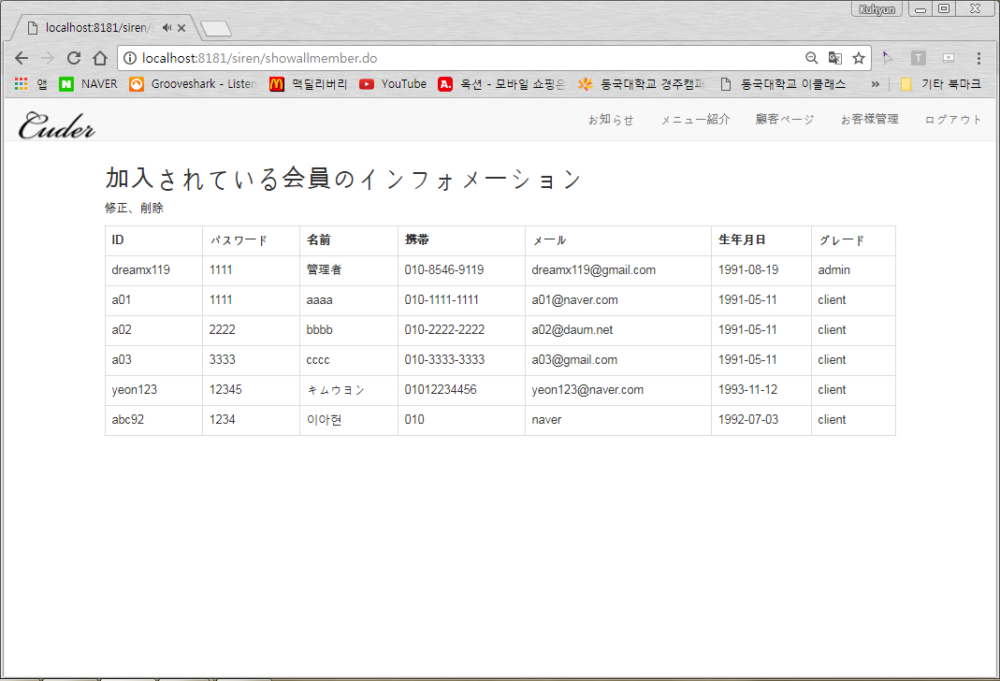 Kuhyun
localhost:8181/siren/
localhost:8181/siren/showallmember.do
앱 NAVER Grooveshark - Listen 맥딜리버리 YouTube A. 옥션 - 모바일 쇼핑은 동국대학교 경주캠퍼 동국대학교 이클래스 » 기타 북마크
Cuder お知らせ メニュー紹介 顧客ページ お客様管理 ログアウト
加入されている会員のインフォメーション
修正、削除
ID パスワード 名前 携帯 メール 生年月日 グレード
dreamx119 1111 管理者 010-8546-9119 dreamx119@gmail.com 1991-08-19 admin
a01 1111 aaaa 010-1111-1111 a01@naver.com 1991-05-11 client
a02 2222 bbbb 010-2222-2222 a02@daum.net 1991-05-11 client
a03 3333 cccc 010-3333-3333 a03@gmail.com 1991-05-11 client
yeon123 12345 キムウヨン 01012234456 yeon123@naver.com 1993-11-12 client
abc92 1234 이아현 010 naver 1992-07-03 client